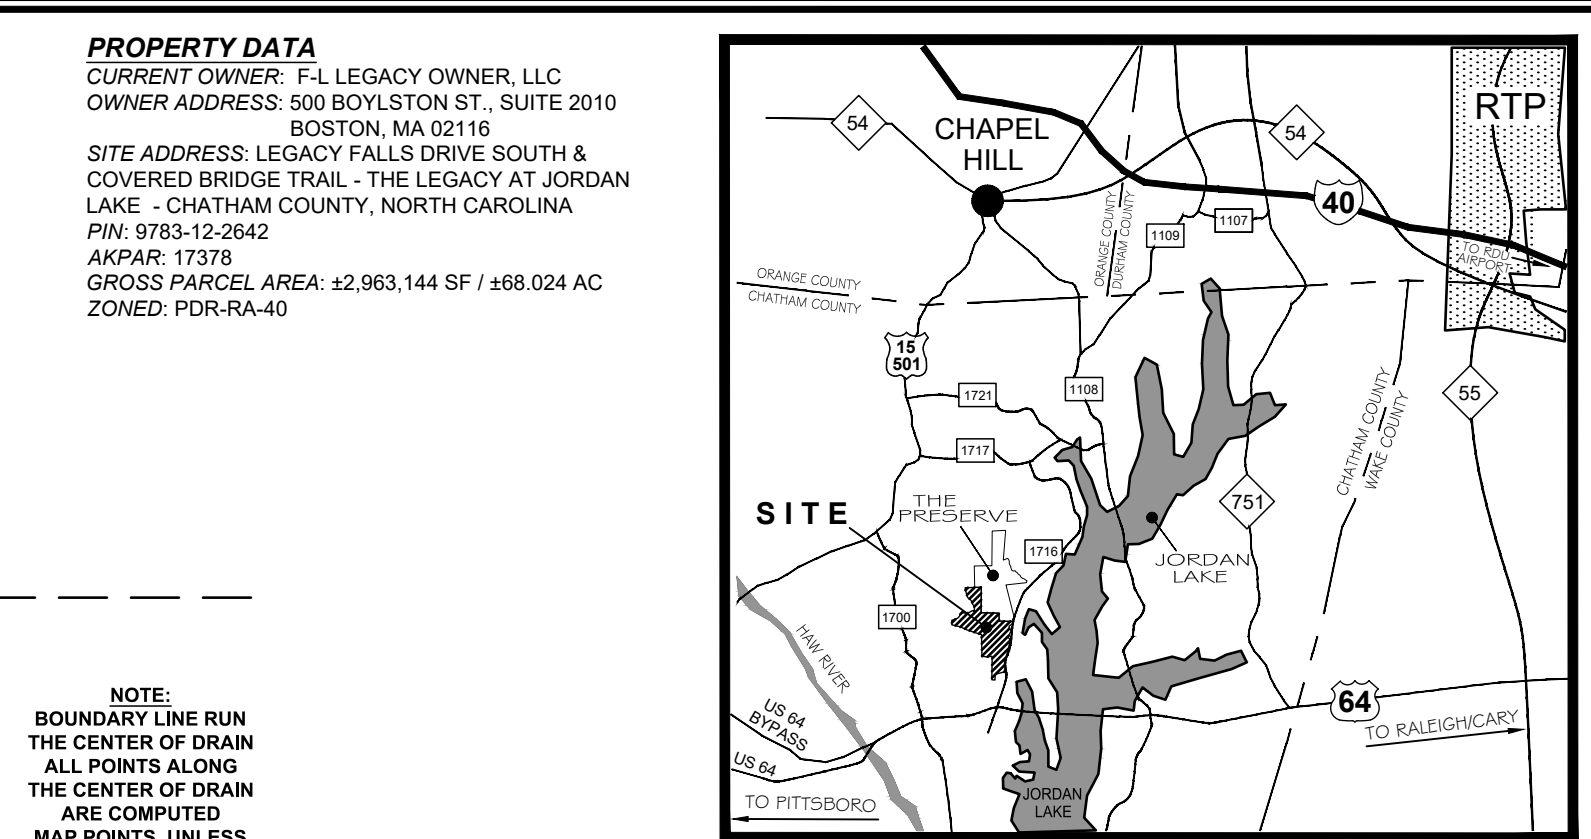 PROPERTY DATA
CURRENT OWNER: F-L LEGACY OWNER, LLC
OWNER ADDRESS: 500 BOYLSTON ST., SUITE 2010
BOSTON, MA 02116
SITE ADDRESS: LEGACY FALLS DRIVE SOUTH &
COVERED BRIDGE TRAIL - THE LEGACY AT JORDAN
LAKE - CHATHAM COUNTY, NORTH CAROLINA
PIN: 9783-12-2642
AKPAR: 17378
GROSS PARCEL AREA: ±2,963,144 SF / ±68.024 AC
ZONED: PDR-RA-40
NOTE:
BOUNDARY LINE RUN
THE CENTER OF DRAIN
ALL POINTS ALONG
THE CENTER OF DRAIN
ARE COMPUTED
MAP POINTS, UNLESS
54
CHAPEL
HILL
54
RTP
40
1109
1107
ORANGE COUNTY
DURHAM COUNTY
TO RDU
AIRPORT
ORANGE COUNTY
CHATHAM COUNTY
15
501
1721
1108
55
CHATHAM COUNTY
WAKE COUNTY
1717
SITE
THE
PRESERVE
751
1716
JORDAN
LAKE
1700
HAW RIVER
64
US 64
BYPASS
TO RALEIGH/CARY
US 64
TO PITTSBORO
JORDAN
LAKE